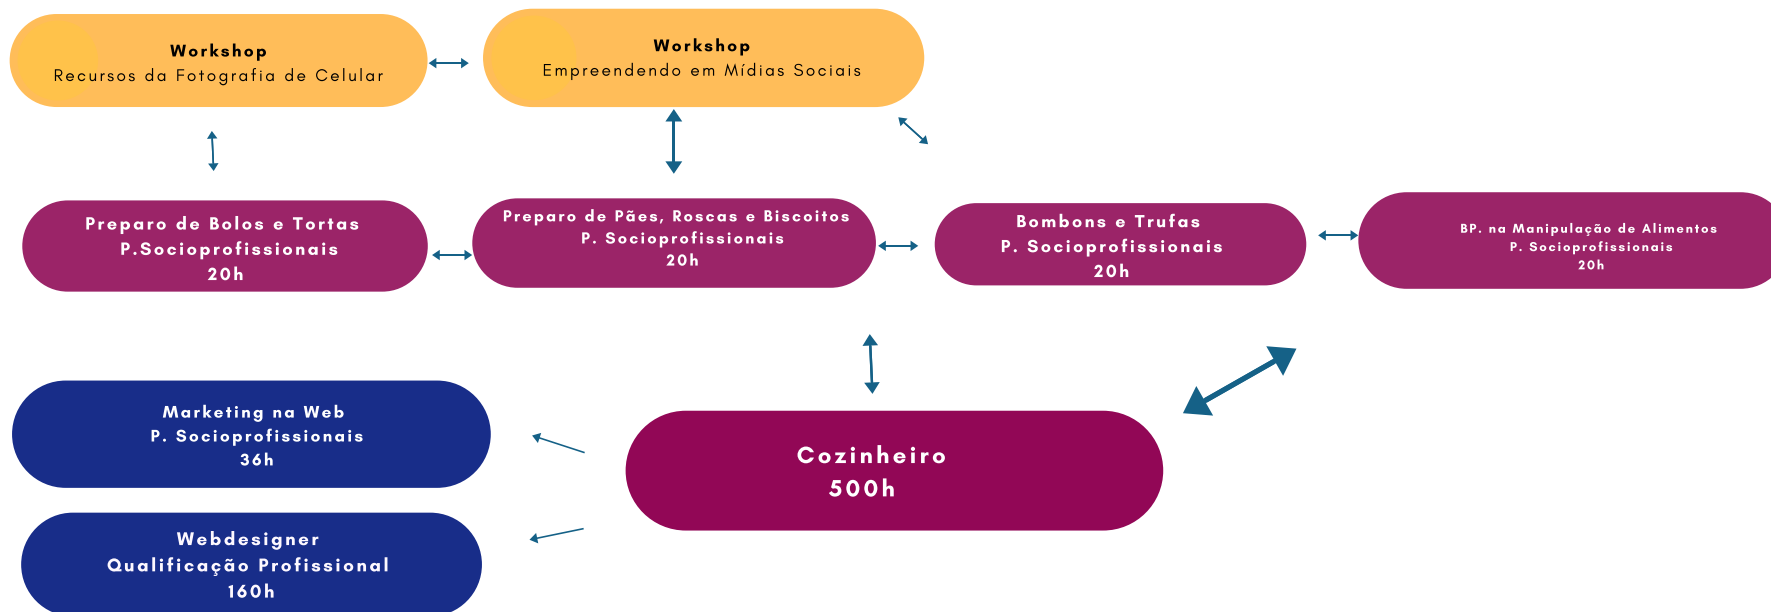 Workshop
Recursos da Fotografia de Celular
Workshop
Empreendendo em Mídias Sociais
Preparo de Bolos e Tortas
P.Socioprofissionais
20h
Preparo de Pães, Roscas e Biscoitos
P. Socioprofissionais
20h
Bombons e Trufas
P. Socioprofissionais
20h
BP. na Manipulação de Alimentos
P. Socioprofissionais
20h
Marketing na Web
P. Socioprofissionais
36h
Cozinheiro
500h
Webdesigner
Qualificação Profissional
160h